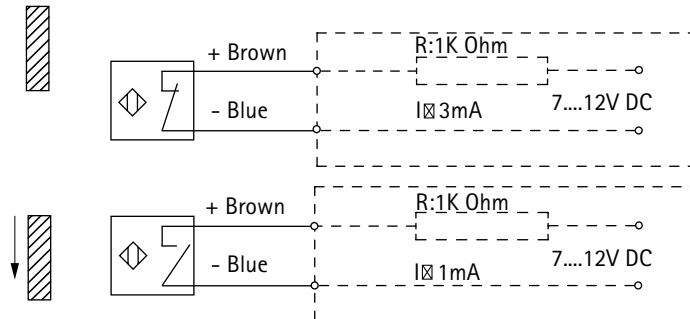 + Brown
R:1K Ohm
- Blue
I 3mA
7....12V DC
+ Brown
R:1K Ohm
- Blue
I 1mA
7....12V DC